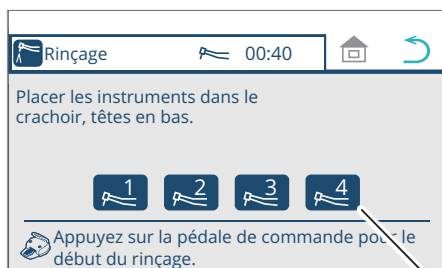 Rinçage 00:40
Placer les instruments dans le
crachoir, têtes en bas.
1 2 3 4
Appuyez sur la pédale de commande pour le
début du rinçage.